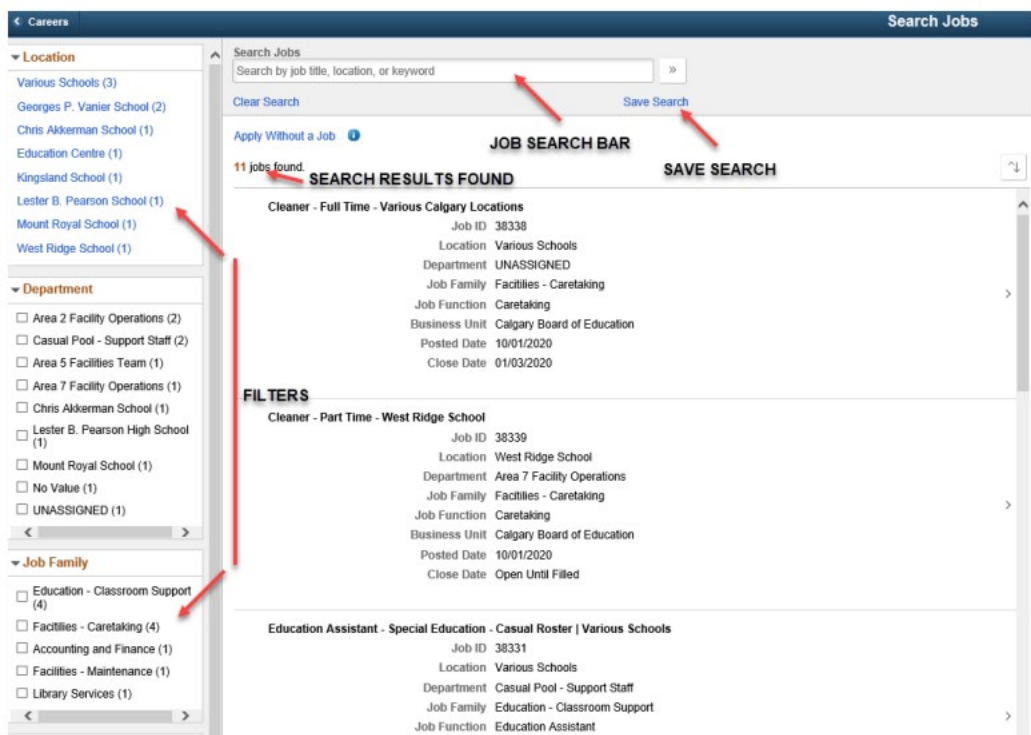 Careers
Search Jobs
Location
Various Schools (3)
Georges P. Vanier School (2)
Chris Akkerman School (1)
Education Centre (1)
Kingsland School (1)
Lester B. Pearson School (1)
Mount Royal School (1)
West Ridge School (1)
Department
Area 2 Facility Operations (2)
Casual Pool - Support Staff (2)
Area 5 Facilities Team (1)
Area 7 Facility Operations (1)
Chris Akkerman School (1)
Lester B. Pearson High School
(1)
Mount Royal School (1)
No Value (1)
UNASSIGNED (1)
Job Family
Education - Classroom Support
(4)
Facitilies - Caretaking (4)
Accounting and Finance (1)
Facilities - Maintenance (1)
Library Services (1)
Search Jobs
Search by job title, location, or keyword
»
Clear Search
Save Search
Apply Without a Job i
JOB SEARCH BAR
SAVE SEARCH
11 jobs found.
SEARCH RESULTS FOUND
Cleaner - Full Time - Various Calgary Locations
Job ID 38338
Location Various Schools
Department UNASSIGNED
Job Family Facitilies - Caretaking
Job Function Caretaking
Business Unit Calgary Board of Education
Posted Date 10/01/2020
Close Date 01/03/2020
FILTERS
Cleaner - Part Time - West Ridge School
Job ID 38339
Location West Ridge School
Department Area 7 Facility Operations
Job Family Facitilies - Caretaking
Job Function Caretaking
Business Unit Calgary Board of Education
Posted Date 10/01/2020
Close Date Open Until Filled
Education Assistant - Special Education - Casual Roster | Various Schools
Job ID 38331
Location Various Schools
Department Casual Pool - Support Staff
Job Family Education - Classroom Support
Job Function Education Assistant